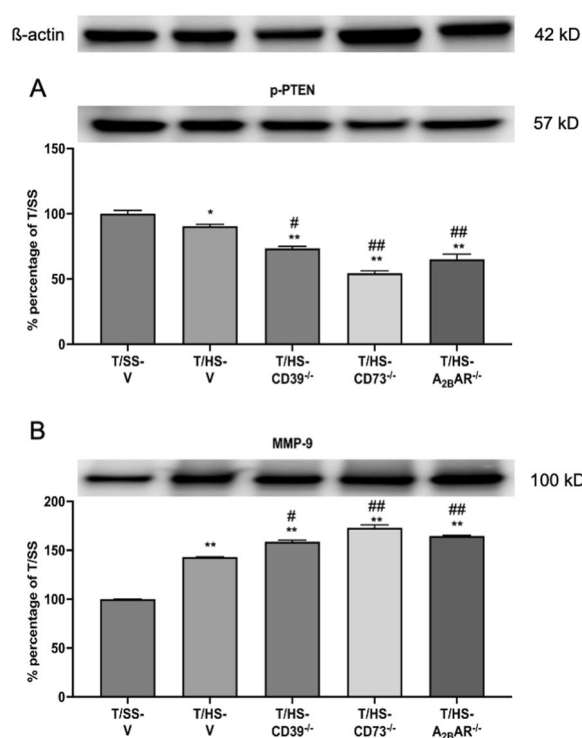 ß-actin 42 kD
A
p-PTEN
57 kD
% percentage of T/SS
150
100
50
0
* # ** ## ** ## **
T/SS-V T/HS-V T/HS-CD39-/- T/HS-CD73-/- T/HS-A2BAR-/-
B
MMP-9
100 kD
% percentage of T/SS
200
150
100
50
0
** # ** ## ** ## **
T/SS-V T/HS-V T/HS-CD39-/- T/HS-CD73-/- T/HS-A2BAR-/-